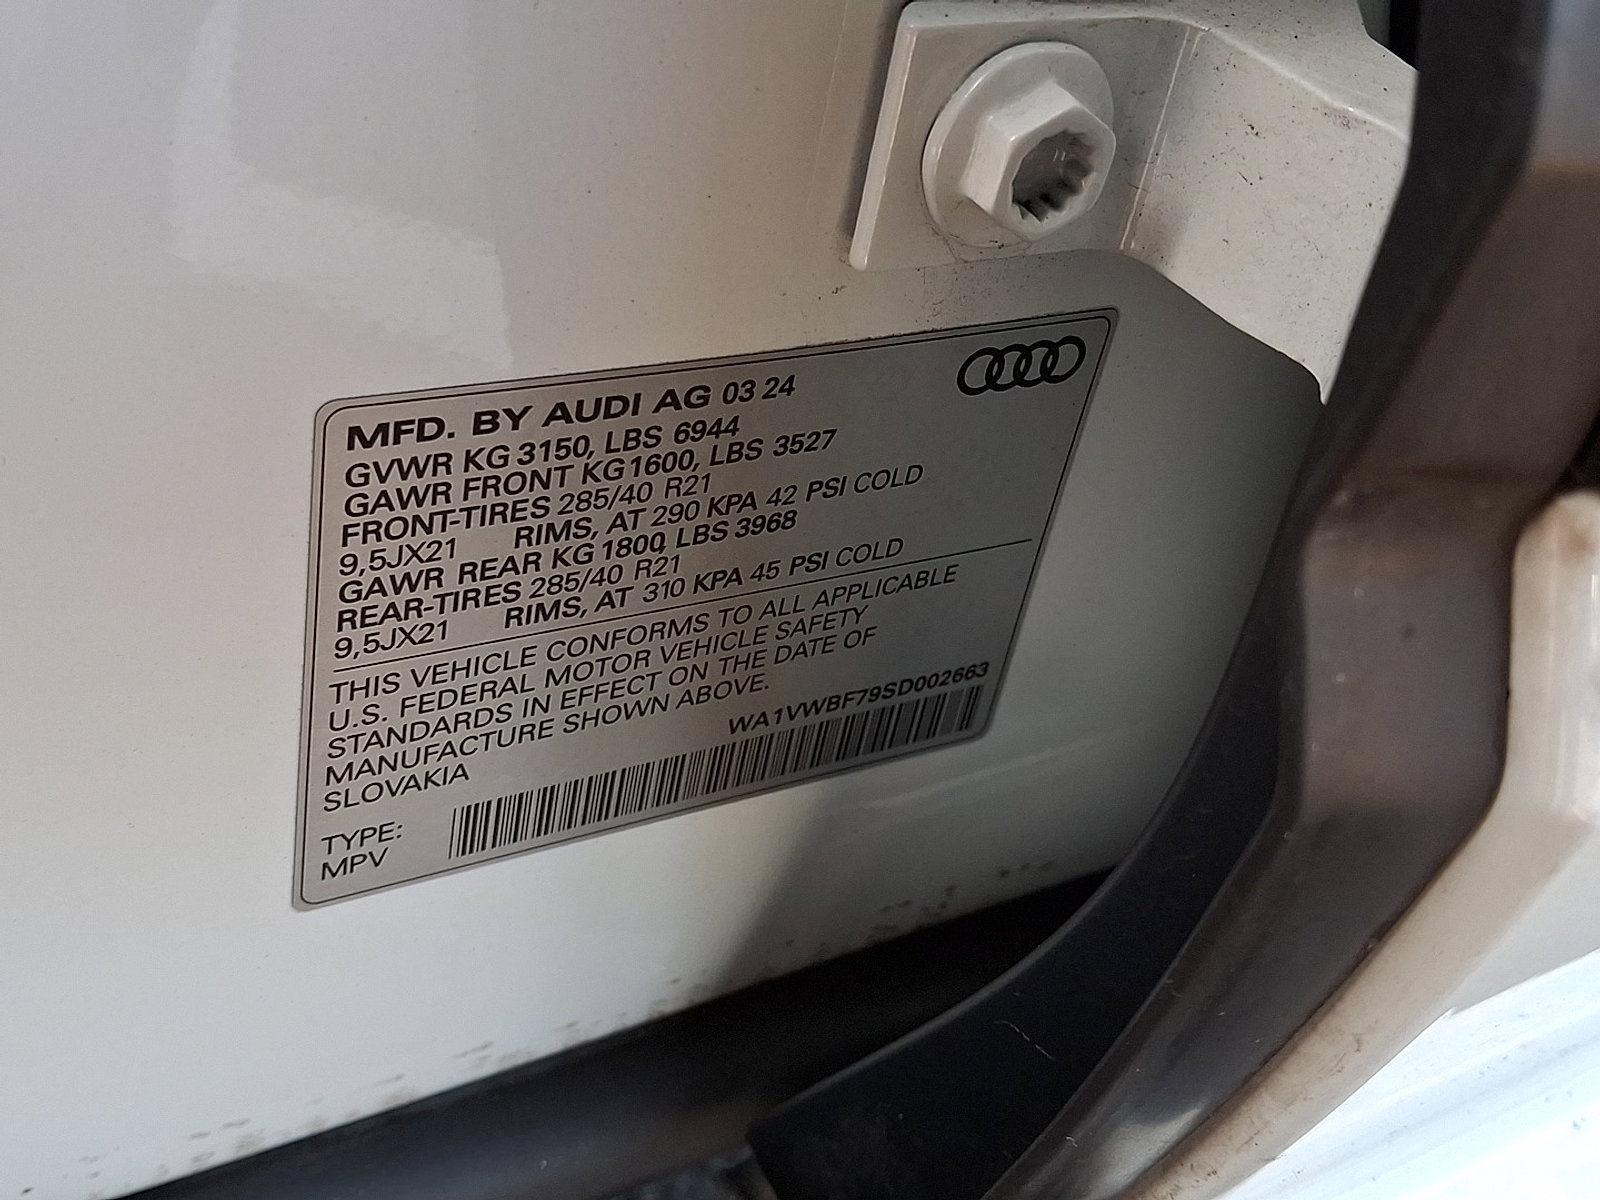 MFD. BY AUDI AG 03 24
GVWR KG 3150, LBS 6944
GAWR FRONT KG 1600, LBS 3527
FRONT-TIRES 285/40 R21
9,5JX21 RIMS, AT 290 KPA 42 PSI COLD
GAWR REAR KG 1800, LBS 3968
REAR-TIRES 285/40 R21
9,5JX21 RIMS, AT 310 KPA 45 PSI COLD
THIS VEHICLE CONFORMS TO ALL APPLICABLE
U.S. FEDERAL MOTOR VEHICLE SAFETY
STANDARDS IN EFFECT ON THE DATE OF
MANUFACTURE SHOWN ABOVE.
SLOVAKIA
WA1VWBF79SD002663
TYPE:
MPV